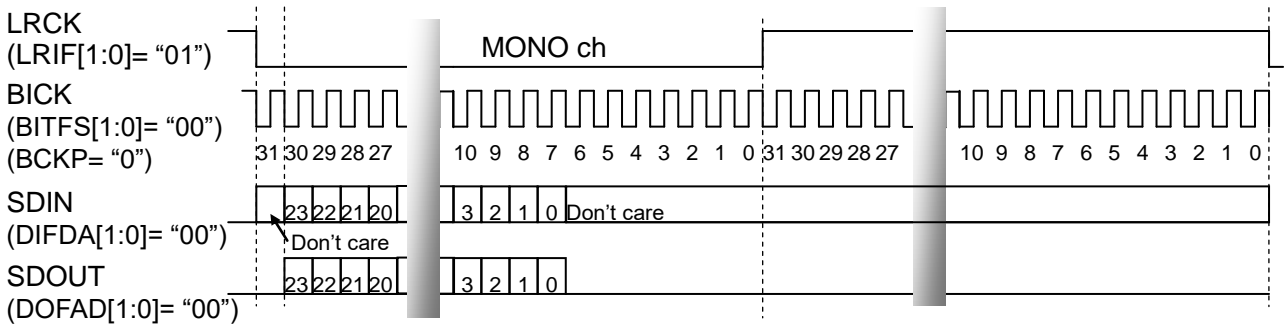 LRCK
(LRIF[1:0]= “01”)
MONO ch
BICK
(BITFS[1:0]= “00”)
(BCKP= “0”)
31 30 29 28 27 10 9 8 7 6 5 4 3 2 1 0 31 30 29 28 27 10 9 8 7 6 5 4 3 2 1 0
SDIN
(DIFDA[1:0]= “00”)
23 22 21 20 3 2 1 0 Don’t care
Don’t care
SDOUT
(DOFAD[1:0]= “00”)
23 22 21 20 3 2 1 0